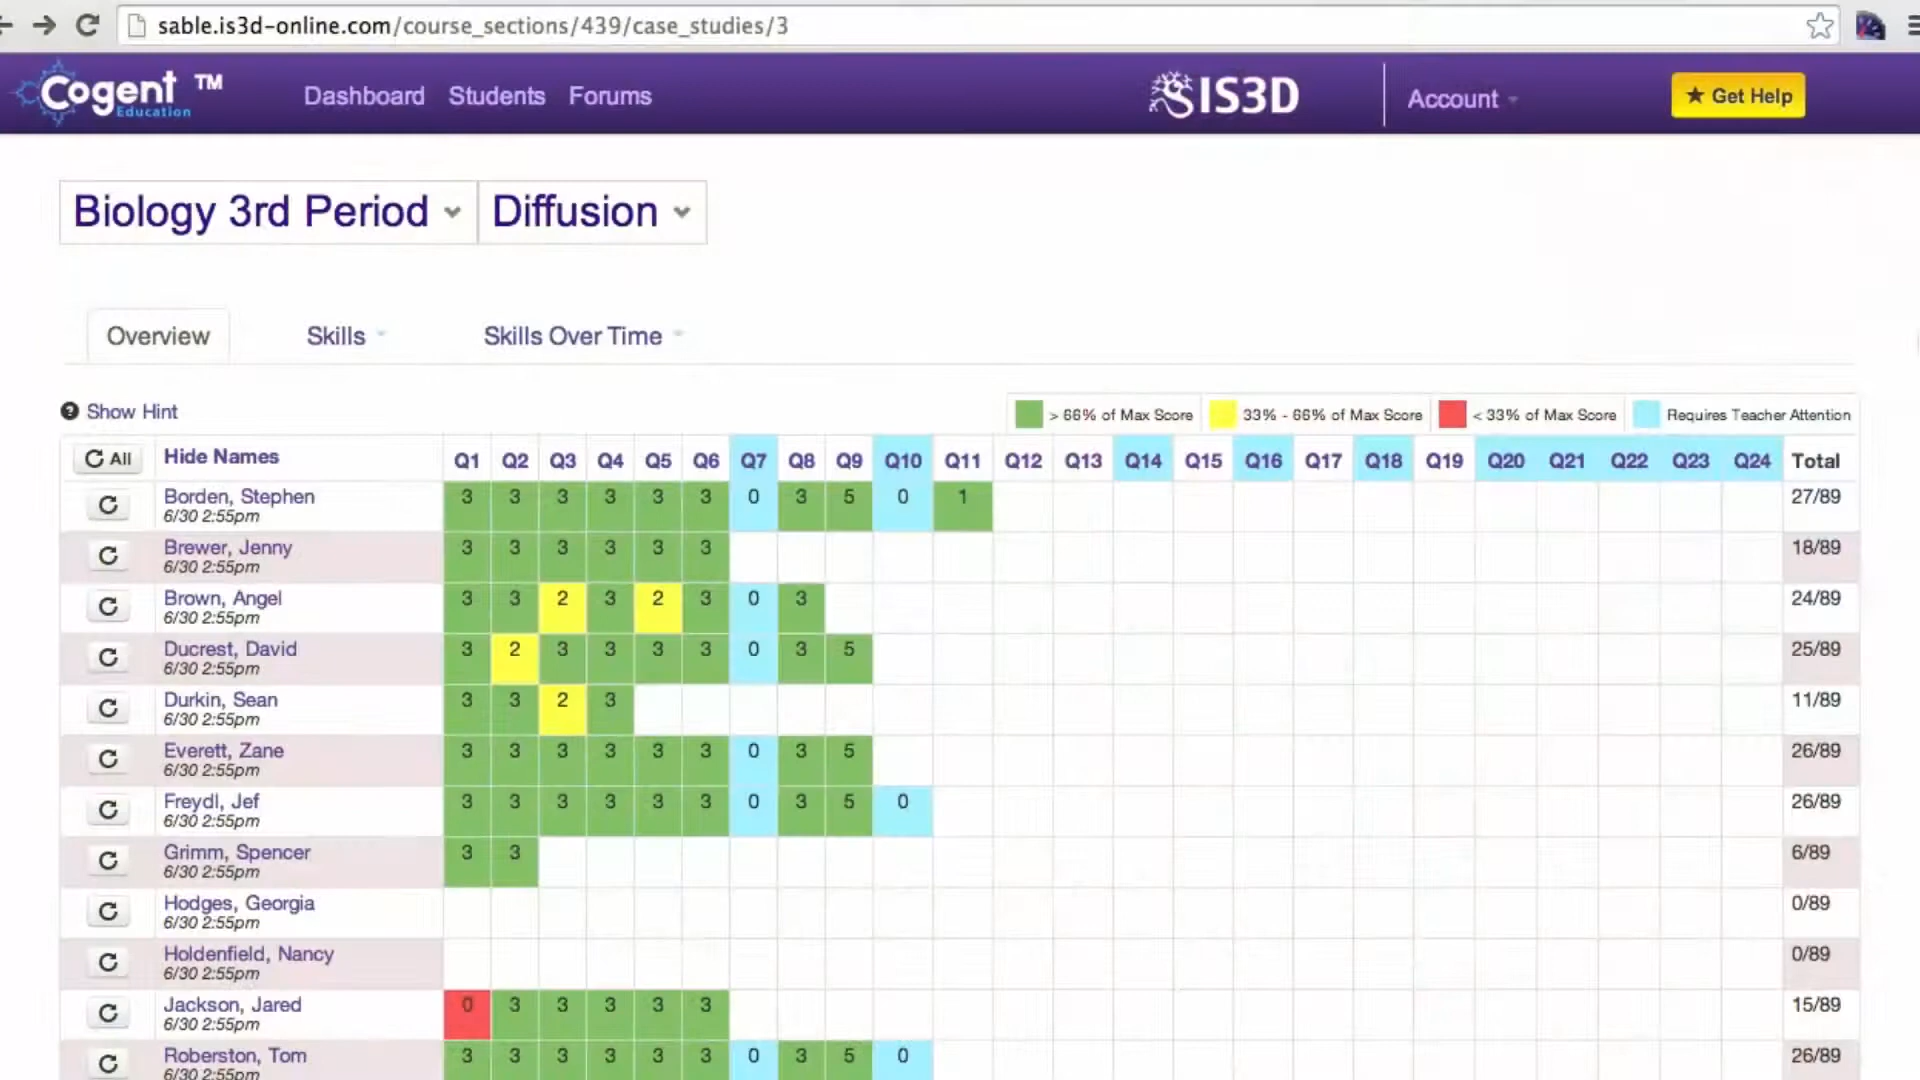 sable.is3d-online.com/course_sections/439/case_studies/3
Cogent ™ Education Dashboard Students Forums IS3D Account ★ Get Help
Biology 3rd Period Diffusion
Overview Skills Skills Over Time
Show Hint > 66% of Max Score 33% - 66% of Max Score < 33% of Max Score Requires Teacher Attention
All Hide Names Q1 Q2 Q3 Q4 Q5 Q6 Q7 Q8 Q9 Q10 Q11 Q12 Q13 Q14 Q15 Q16 Q17 Q18 Q19 Q20 Q21 Q22 Q23 Q24 Total
Borden, Stephen 3 3 3 3 3 3 0 3 5 0 1 27/89
6/30 2:55pm
Brewer, Jenny 3 3 3 3 3 3 18/89
6/30 2:55pm
Brown, Angel 3 3 2 3 2 3 0 3 24/89
6/30 2:55pm
Ducrest, David 3 2 3 3 3 3 0 3 5 25/89
6/30 2:55pm
Durkin, Sean 3 3 2 3 11/89
6/30 2:55pm
Everett, Zane 3 3 3 3 3 3 0 3 5 26/89
6/30 2:55pm
Freydl, Jef 3 3 3 3 3 3 0 3 5 0 26/89
6/30 2:55pm
Grimm, Spencer 3 3 6/89
6/30 2:55pm
Hodges, Georgia 0/89
6/30 2:55pm
Holdenfield, Nancy 0/89
6/30 2:55pm
Jackson, Jared 0 3 3 3 3 3 15/89
6/30 2:55pm
Roberston, Tom 3 3 3 3 3 3 0 3 5 0 26/89
6/30 2:55pm